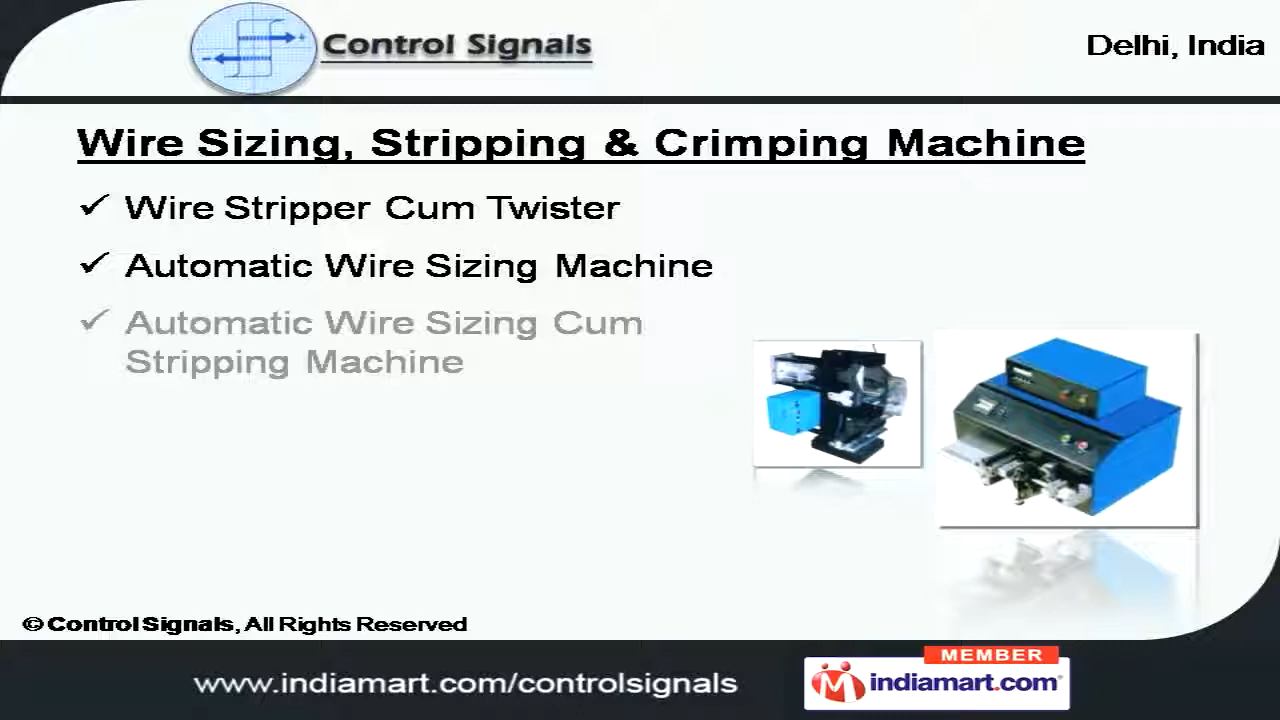 Control Signals
Delhi, India
Wire Sizing, Stripping & Crimping Machine
✓ Wire Stripper Cum Twister
✓ Automatic Wire Sizing Machine
✓ Automatic Wire Sizing Cum
Stripping Machine
© Control Signals, All Rights Reserved
www.indiamart.com/controlsignals
MEMBER
indiamart.com